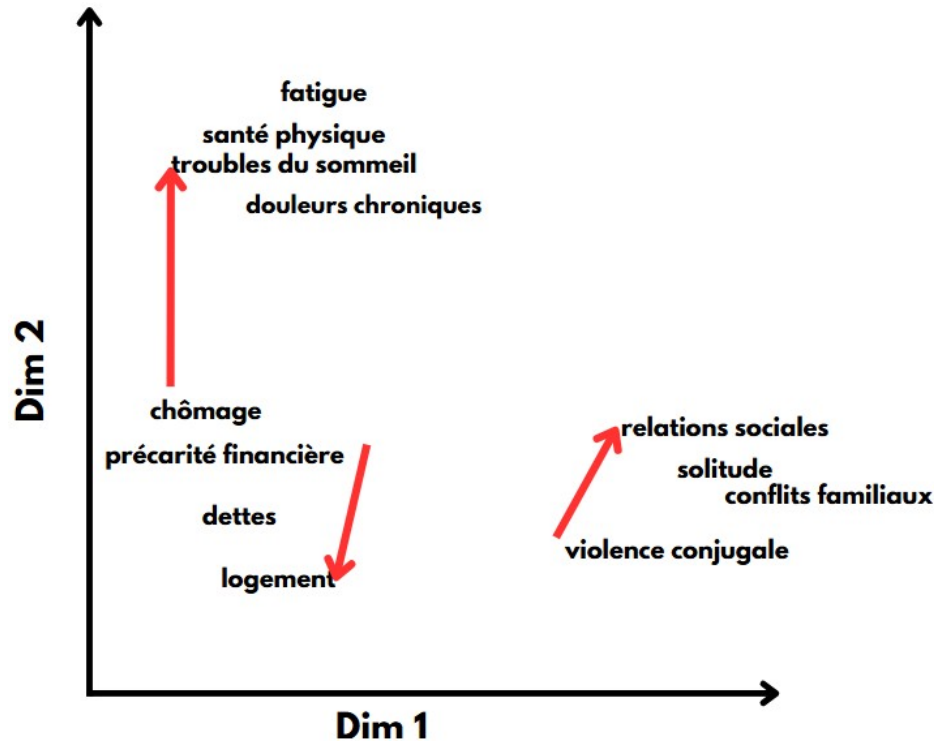 fatigue
santé physique
troubles du sommeil
douleurs chroniques
Dim 2
chômage
précarité financière
dettes
logement
relations sociales
solitude
conflits familiaux
violence conjugale
Dim 1